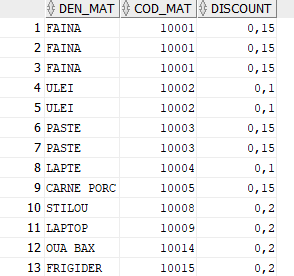 DEN_MAT COD_MAT DISCOUNT
1 FAINA 10001 0,15
2 FAINA 10001 0,15
3 FAINA 10001 0,15
4 ULEI 10002 0,1
5 ULEI 10002 0,1
6 PASTE 10003 0,15
7 PASTE 10003 0,15
8 LAPTE 10004 0,1
9 CARNE PORC 10005 0,15
10 STILOU 10008 0,2
11 LAPTOP 10009 0,2
12 OUA BAX 10014 0,2
13 FRIGIDER 10015 0,2